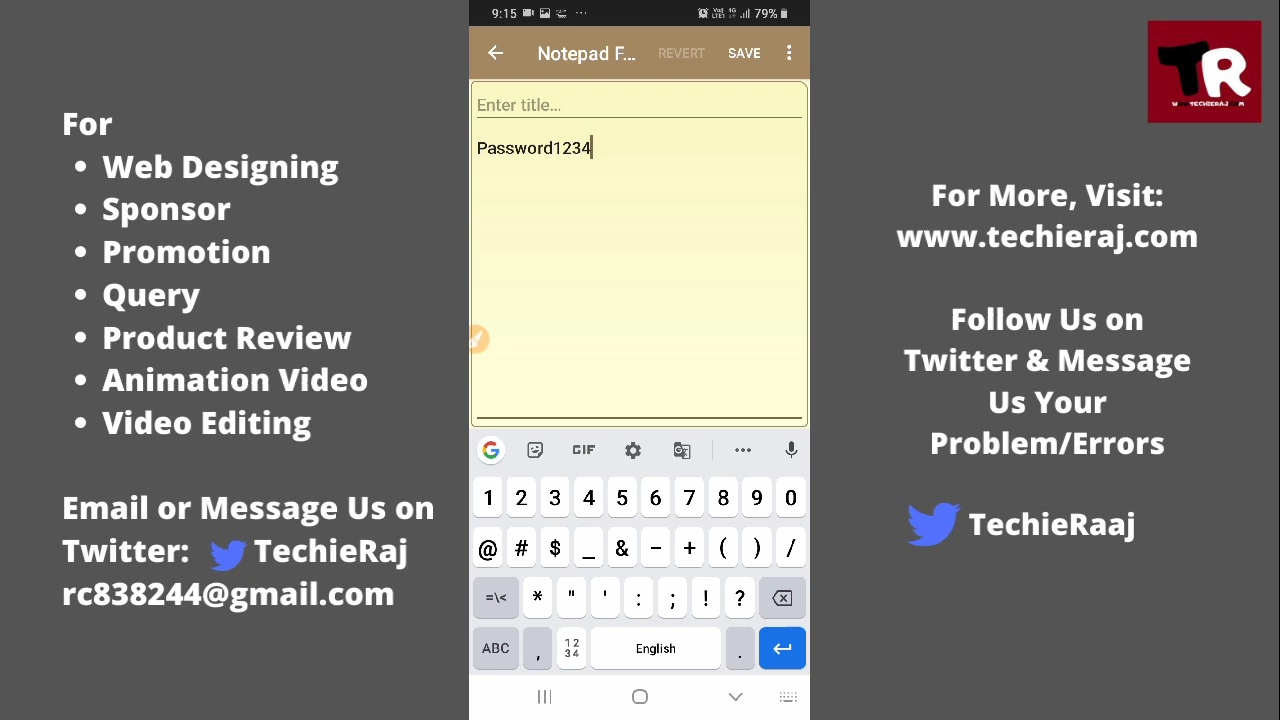 For
• Web Designing
• Sponsor
• Promotion
• Query
• Product Review
• Animation Video
• Video Editing
Email or Message Us on
Twitter: TechieRaj
rc838244@gmail.com
9:15 79%
Notepad F... REVERT SAVE
Enter title...
Password1234
GIF
1 2 3 4 5 6 7 8 9 0
@ # $ _ & - + ( ) /
=\< * " ' : ; ! ?
ABC , 12 34 English .
TR
WWW.TECHIERAJ.COM
For More, Visit:
www.techieraj.com
Follow Us on
Twitter & Message
Us Your
Problem/Errors
TechieRaaj